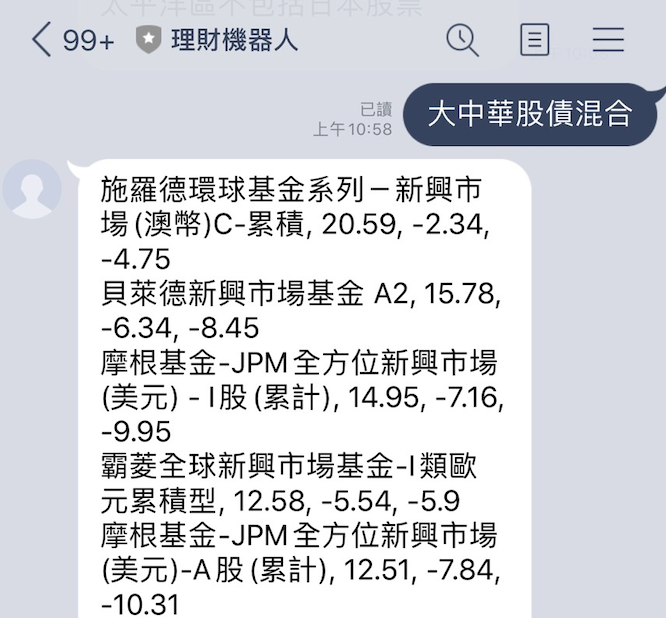 太平洋區不包括日本股票
99+ 理財機器人
大中華股債混合
已讀
上午10:58
施羅德環球基金系列－新興市
場(澳幣)C-累積, 20.59, -2.34,
-4.75
貝萊德新興市場基金 A2, 15.78,
-6.34, -8.45
摩根基金-JPM全方位新興市場
(美元) - I股(累計), 14.95, -7.16,
-9.95
霸菱全球新興市場基金-I類歐
元累積型, 12.58, -5.54, -5.9
摩根基金-JPM全方位新興市場
(美元)-A股(累計), 12.51, -7.84,
-10.31